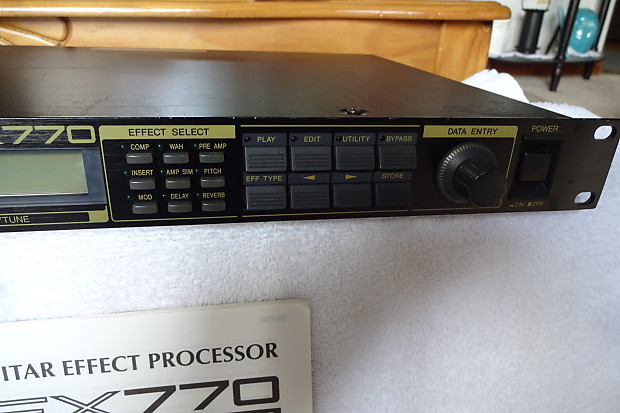 X770
EFFECT SELECT
COMP WAH PRE AMP
INSERT AMP SIM PITCH
MOD DELAY REVERB
PLAY EDIT UTILITY BYPASS
EFF TYPE ◄ ► STORE
DATA ENTRY
POWER
ON/ OFF
/TUNE
ITAR EFFECT PROCESSOR
EX770